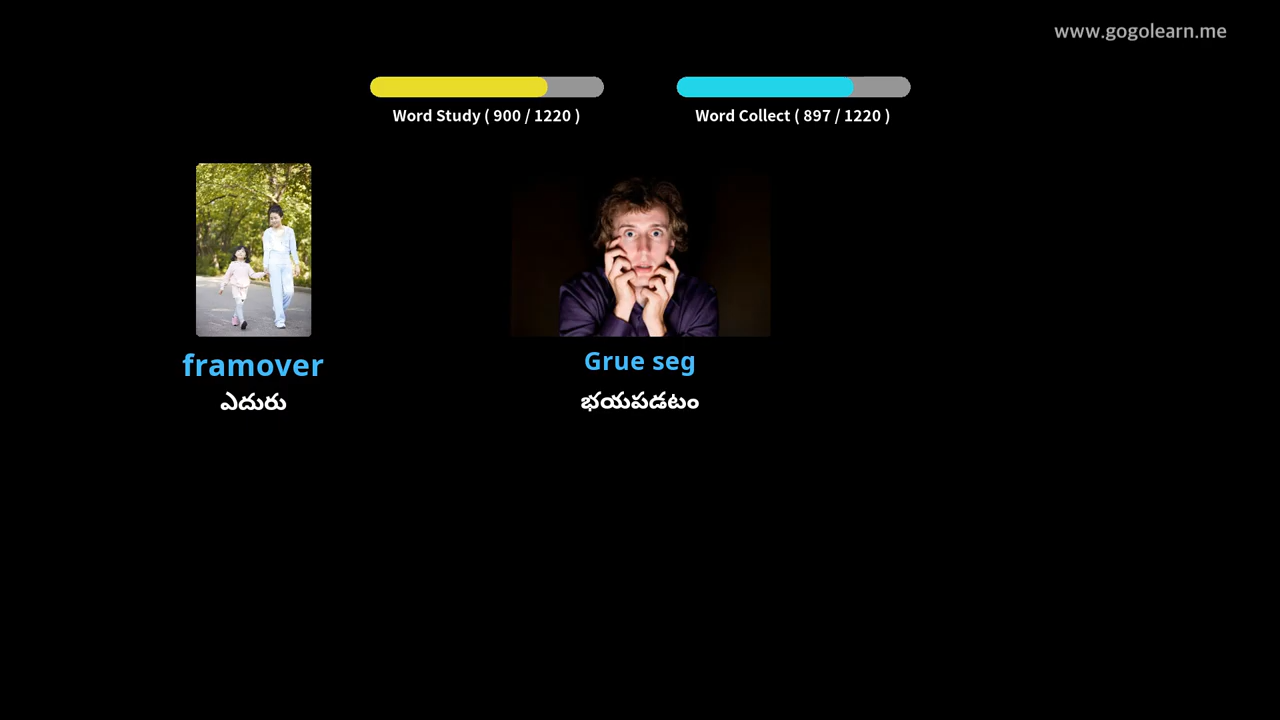 www.gogolearn.me
Word Study ( 900 / 1220 )
Word Collect ( 897 / 1220 )
framover
ఎదురు
Grue seg
భయపడటం